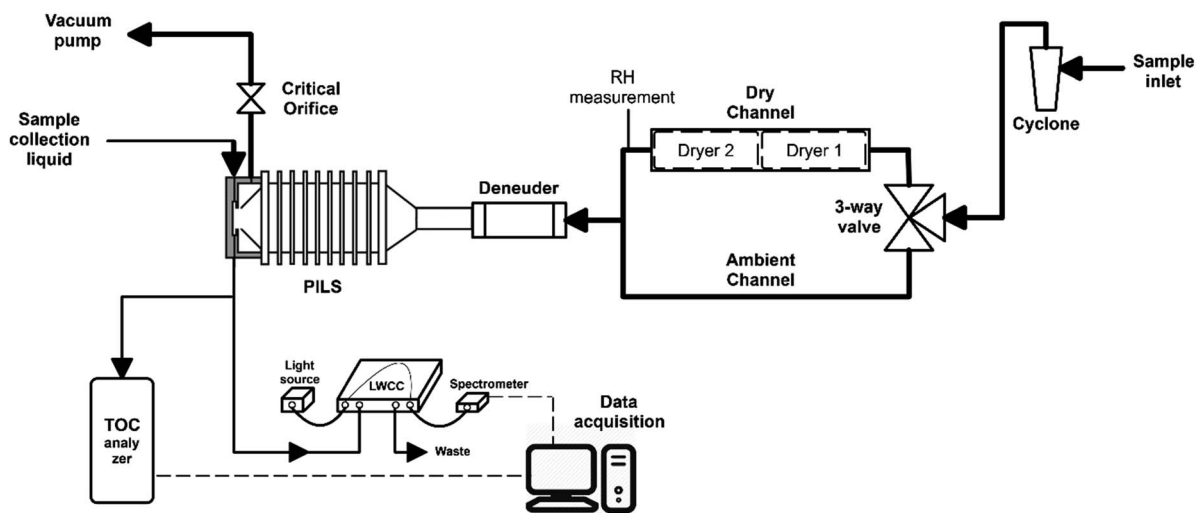 Vacuum
pump
Critical
Orifice
Sample
collection
liquid
RH
measurement
Dry
Channel
Dryer 2
Dryer 1
Sample
inlet
Cyclone
Deneuder
3-way
valve
PILS
Ambient
Channel
Light
source
LWCC
Spectrometer
Data
acquisition
TOC
analy
zer
Waste